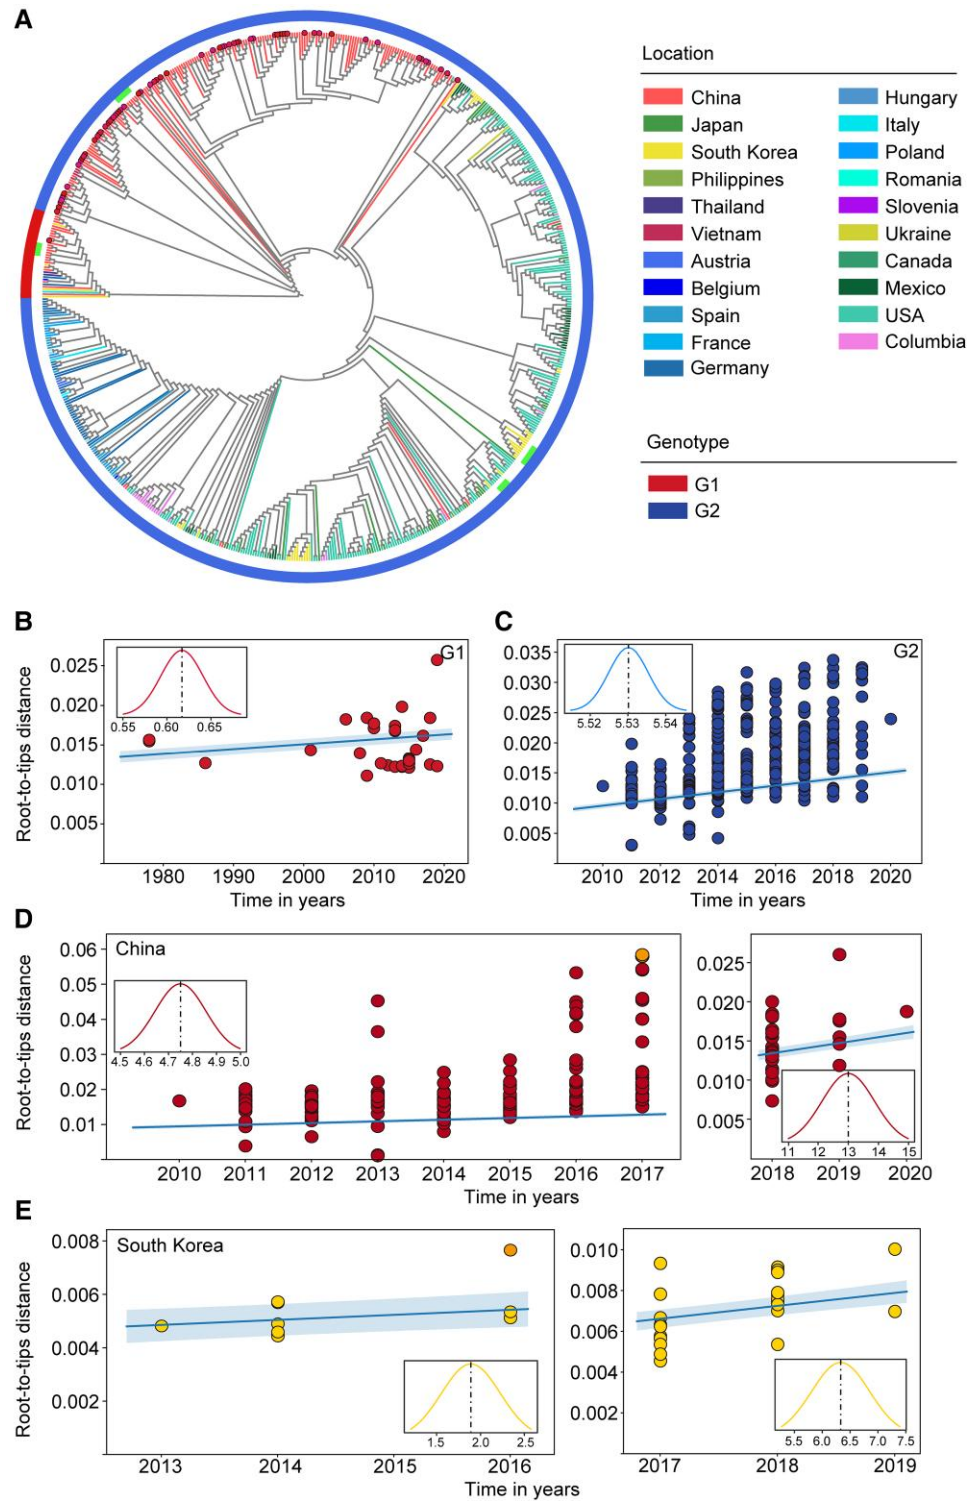 A
Location
China
Japan
South Korea
Philippines
Thailand
Vietnam
Austria
Belgium
Spain
France
Germany
Hungary
Italy
Poland
Romania
Slovenia
Ukraine
Canada
Mexico
USA
Columbia
Genotype
G1
G2
B
Root-to-tips distance
0.025
0.020
0.015
0.010
0.005
G1
0.55 0.60 0.65
1980 1990 2000 2010 2020
Time in years
C
0.035
0.030
0.025
0.020
0.015
0.010
0.005
G2
5.52 5.53 5.54
2010 2012 2014 2016 2018 2020
Time in years
D
Root-to-tips distance
China
0.06
0.05
0.04
0.03
0.02
0.01
4.5 4.6 4.7 4.8 4.9 5.0
2010 2011 2012 2013 2014 2015 2016 2017
0.025
0.020
0.015
0.010
0.005
11 12 13 14 15
2018 2019 2020
Time in years
E
Root-to-tips distance
South Korea
0.008
0.006
0.004
0.002
1.5 2.0 2.5
2013 2014 2015 2016
0.010
0.008
0.006
0.004
0.002
5.5 6.0 6.5 7.0 7.5
2017 2018 2019
Time in years